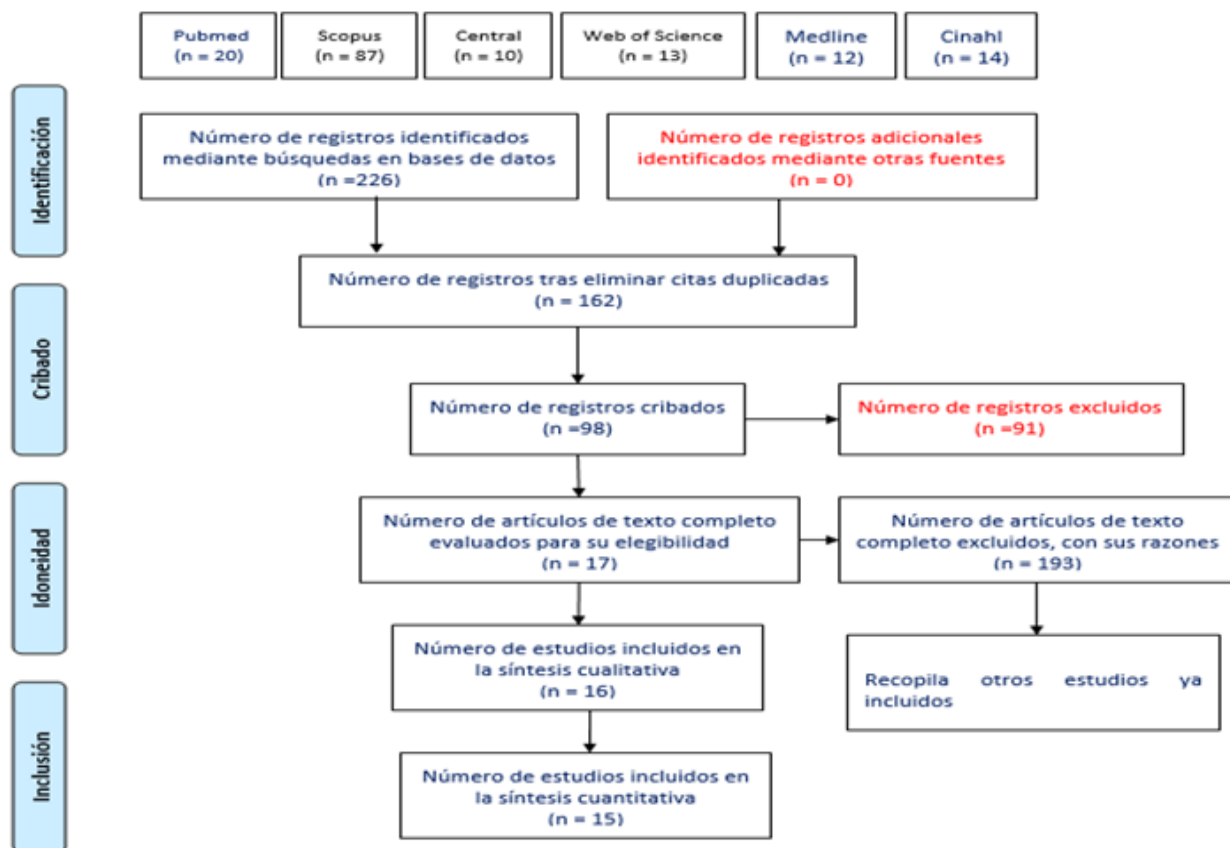 Pubmed
(n = 20)
Scopus
(n = 87)
Central
(n = 10)
Web of Science
(n = 13)
Medline
(n = 12)
Cinahl
(n = 14)
Identificación
Número de registros identificados
mediante búsquedas en bases de datos
(n =226)
Número de registros adicionales
identificados mediante otras fuentes
(n = 0)
Número de registros tras eliminar citas duplicadas
(n = 162)
Cribado
Número de registros cribados
(n =98)
Número de registros excluidos
(n =91)
Idoneidad
Número de artículos de texto completo
evaluados para su elegibilidad
(n = 17)
Número de artículos de texto
completo excluidos, con sus razones
(n = 193)
Número de estudios incluidos en
la síntesis cualitativa
(n = 16)
Recopila otros estudios ya
incluidos
Inclusión
Número de estudios incluidos en
la síntesis cuantitativa
(n = 15)